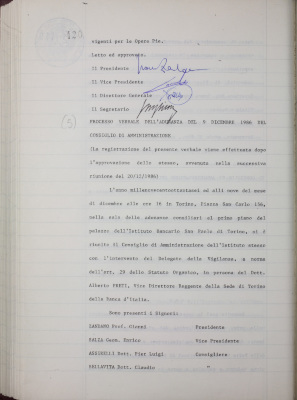 vigenti per le Opere Pie.
Letto ed approvato.
Il Presidente
Il Vice Presidente
Il Direttore Generale
Il Segretario
(5)
PROCESSO VERBALE DELL'ADUNANZA DEL 9 DICEMBRE 1986 DEL
CONSIGLIO DI AMMINISTRAZIONE
(La registrazione del presente verbale viene effettuata dopo
l'approvazione dello stesso, avvenuta nella successiva
riunione del 20/12/1986)
L'anno millenovecentottantasei ad alli nove del mese
di dicembre alle ore 16 in Torino, Piazza San Carlo 156,
nella sala delle adunanze consiliari al primo piano del
palazzo dell'Istituto Bancario San Paolo di Torino, si è
riunito il Consiglio di Amministrazione dell'Istituto stesso
con l'intervento del Delegato della Vigilanza, a norma
dell'art. 29 dello Statuto Organico, in persona del Dott.
Alberto Vice Direttore Reggente della Sede di Torino
della Banca d'Italia.
Sono presenti i Signori:
ZANDANO Prof. Gianni Presidente
Geom. Enrico Vice Presidente
Dott. Pier Luigi Consigliere
BELLAVITA Dott. Claudio "